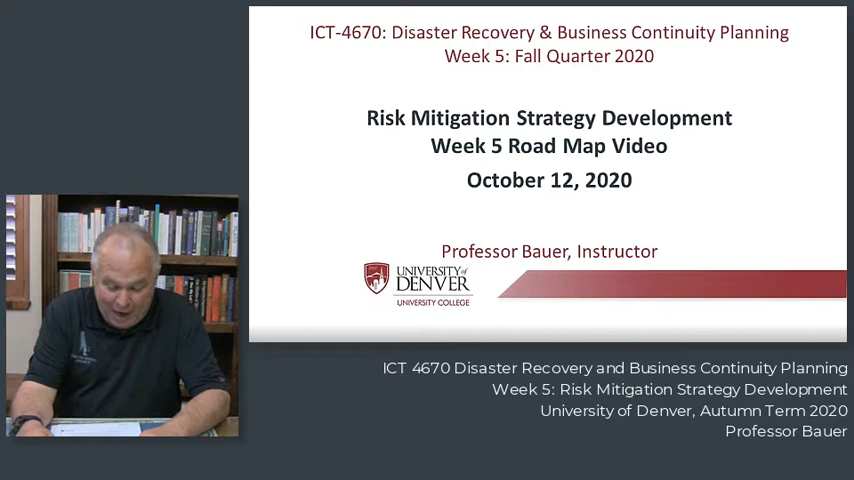 ICT-4670: Disaster Recovery & Business Continuity Planning
Week 5: Fall Quarter 2020
Risk Mitigation Strategy Development
Week 5 Road Map Video
October 12, 2020
Professor Bauer, Instructor
UNIVERSITY of
DENVER
UNIVERSITY COLLEGE
ICT 4670 Disaster Recovery and Business Continuity Planning
Week 5: Risk Mitigation Strategy Development
University of Denver, Autumn Term 2020
Professor Bauer